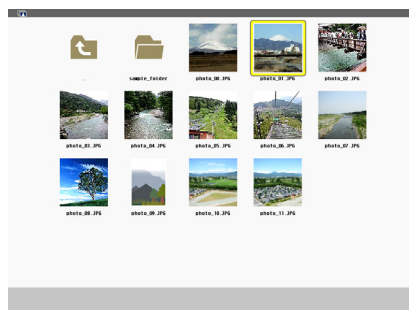 ..
sample_folder
photo_00.JPG
photo_01.JPG
photo_02.JPG
photo_03.JPG
photo_04.JPG
photo_05.JPG
photo_06.JPG
photo_07.JPG
photo_08.JPG
photo_09.JPG
photo_10.JPG
photo_11.JPG